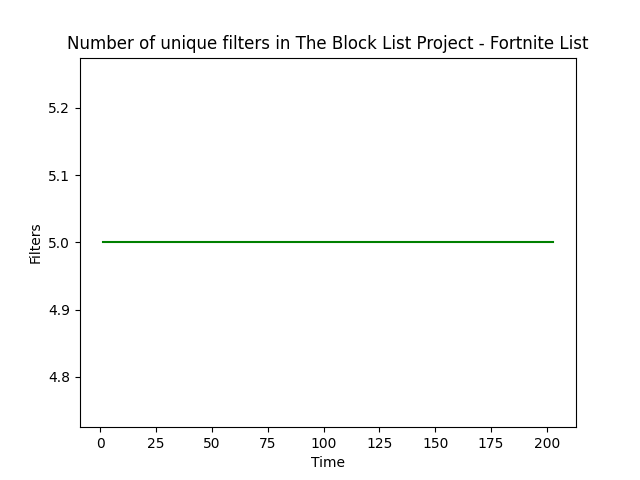 Number of unique filters in The Block List Project - Fortnite List
5.2
5.1
5.0
4.9
4.8
Filters
0 25 50 75 100 125 150 175 200
Time